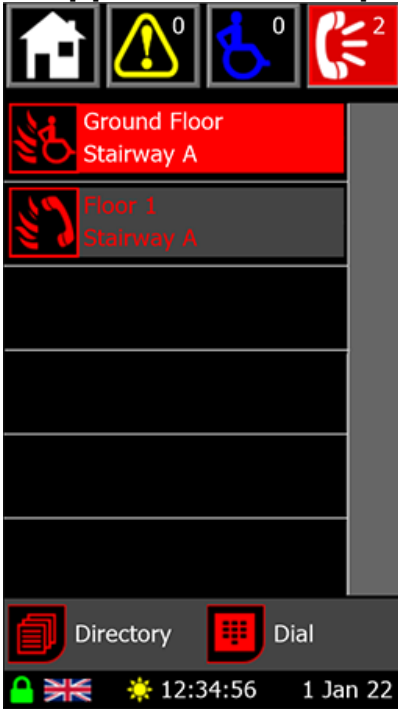 0
0
2
Ground Floor
Stairway A
Floor 1
Stairway A
Directory
Dial
12:34:56
1 Jan 22